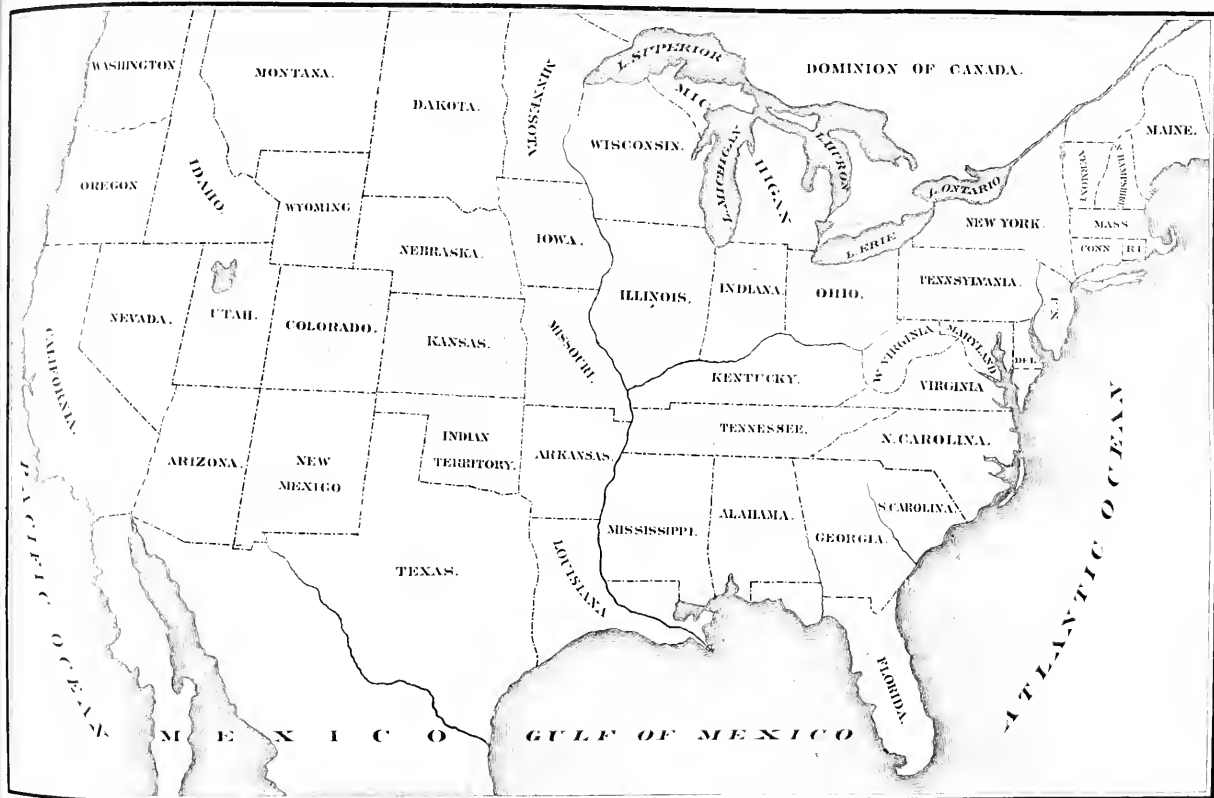 WASHINGTON
MONTANA.
DAKOTA.
MINNESOTA
L. SUPERIOR
DOMINION OF CANADA.
MIC
HIGAN
WISCONSIN.
L. MICHIGAN
L. HURON
L. ONTARIO
L. ERIE
MAINE.
VERMONT
N. HAMPSHIRE
OREGON
IDAHO.
WYOMING
NEBRASKA.
IOWA.
NEW YORK.
MASS
CONN
R I
NEVADA.
UTAH.
COLORADO.
KANSAS.
MISSOURI.
ILLINOIS.
INDIANA.
OHIO.
PENNSYLVANIA.
N.J.
CALIFORNIA.
KENTUCKY.
W. VIRGINIA
MARYLAND
DEL.
VIRGINIA
ARIZONA.
NEW
MEXICO
INDIAN
TERRITORY.
ARKANSAS.
TENNESSEE.
N. CAROLINA.
S. CAROLINA.
TEXAS.
LOUISIANA
MISSISSIPPI.
ALABAMA.
GEORGIA.
FLORIDA.
PACIFIC OCEAN
MEXICO
GULF OF MEXICO
ATLANTIC OCEAN